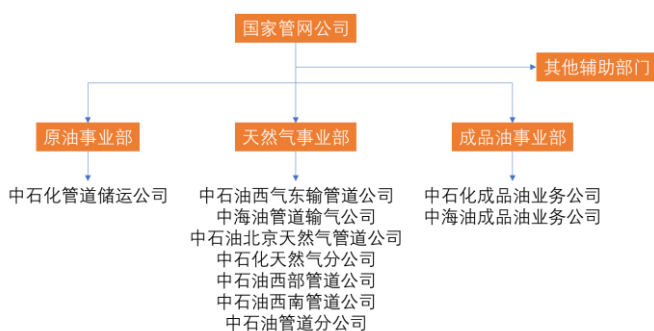 国家管网公司
其他辅助部门
原油事业部
天然气事业部
成品油事业部
中石化管道储运公司
中石油西气东输管道公司
中海油管道输气公司
中石油北京天然气管道公司
中石化天然气分公司
中石油西部管道公司
中石油西南管道公司
中石油管道分公司
中石化成品油业务公司
中海油成品油业务公司